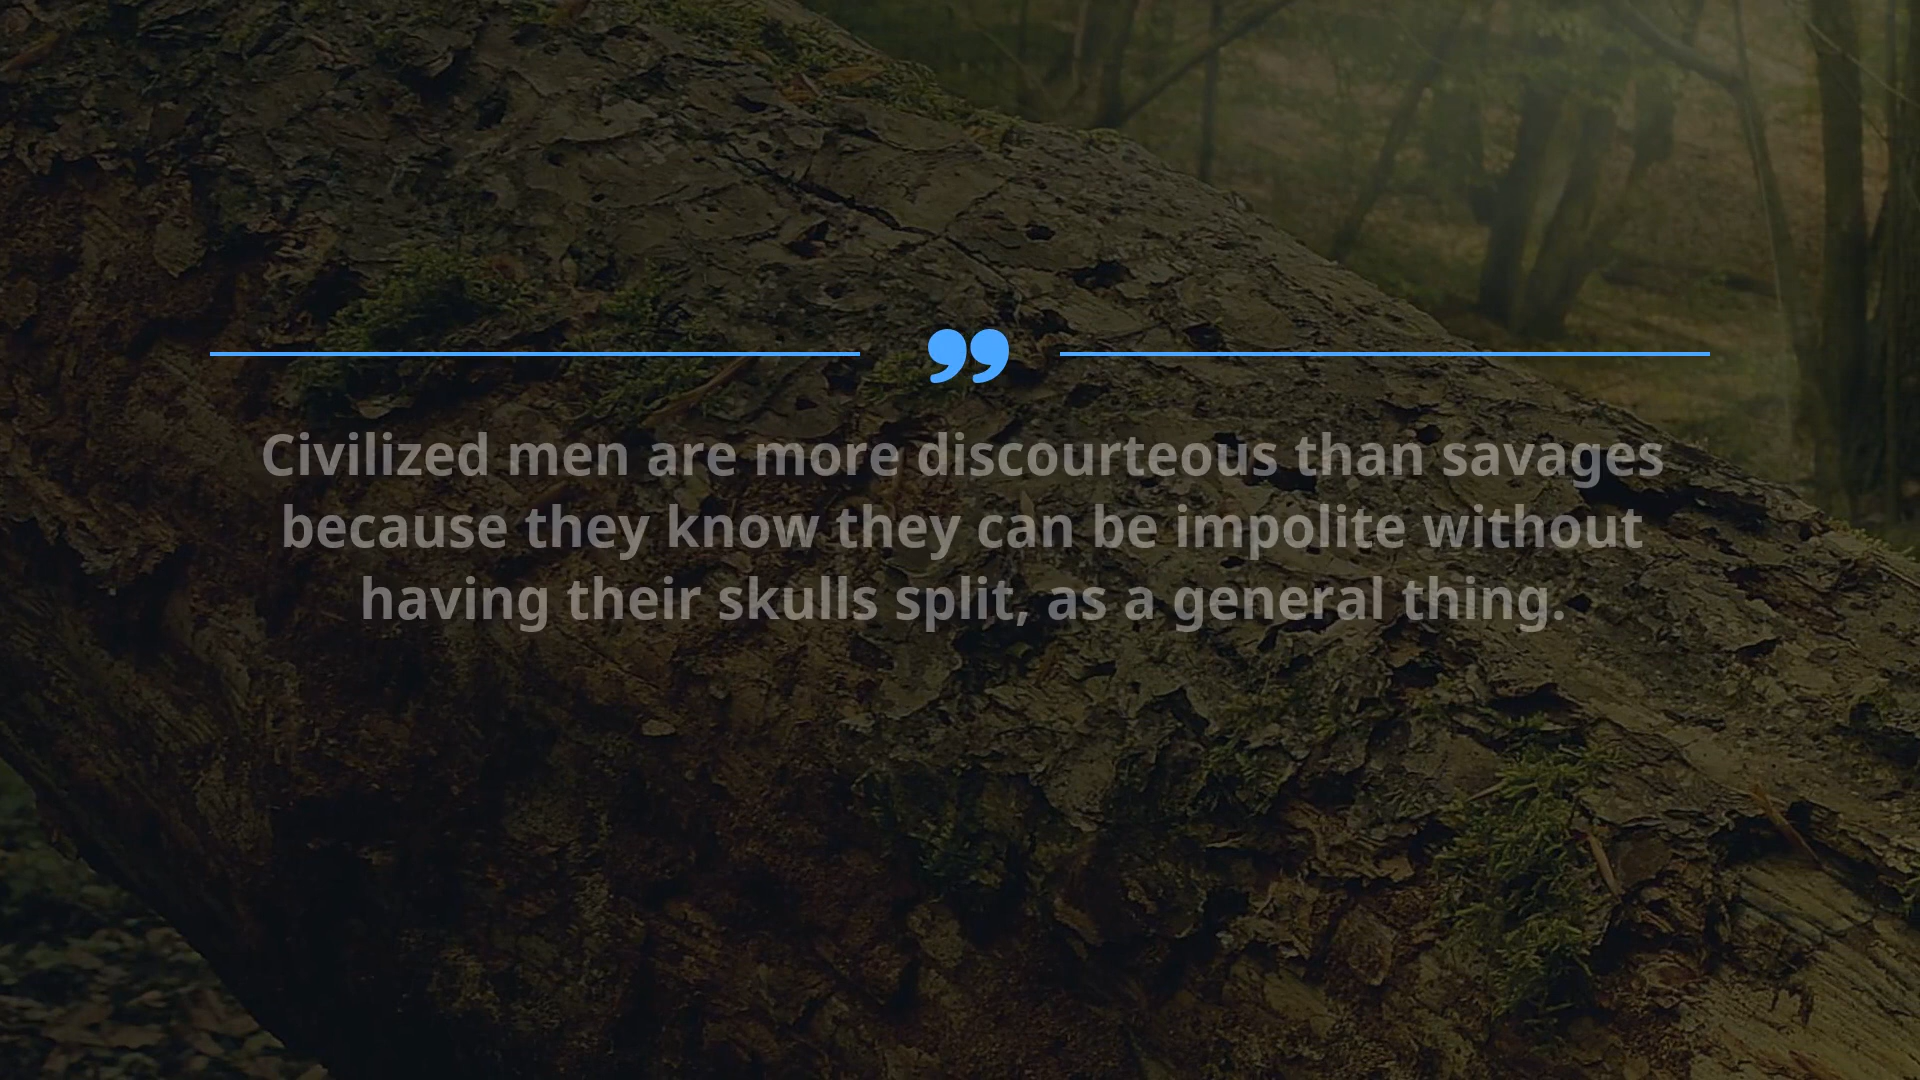 Civilized men are more discourteous than savages
because they know they can be impolite without
having their skulls split, as a general thing.